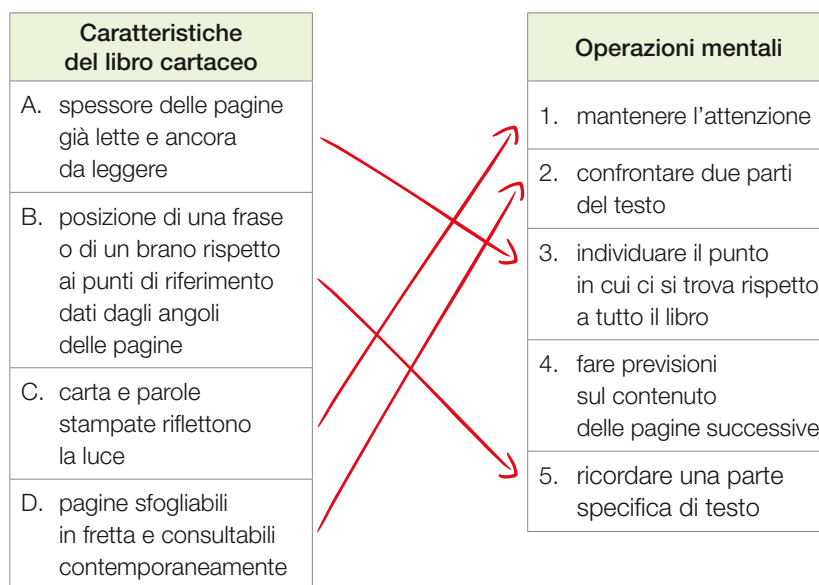 Caratteristiche
del libro cartaceo
A. spessore delle pagine
già lette e ancora
da leggere
B. posizione di una frase
o di un brano rispetto
ai punti di riferimento
dati dagli angoli
delle pagine
C. carta e parole
stampate riflettono
la luce
D. pagine sfogliabili
in fretta e consultabili
contemporaneamente
Operazioni mentali
1. mantenere l’attenzione
2. confrontare due parti
del testo
3. individuare il punto
in cui ci si trova rispetto
a tutto il libro
4. fare previsioni
sul contenuto
delle pagine successive
5. ricordare una parte
specifica di testo